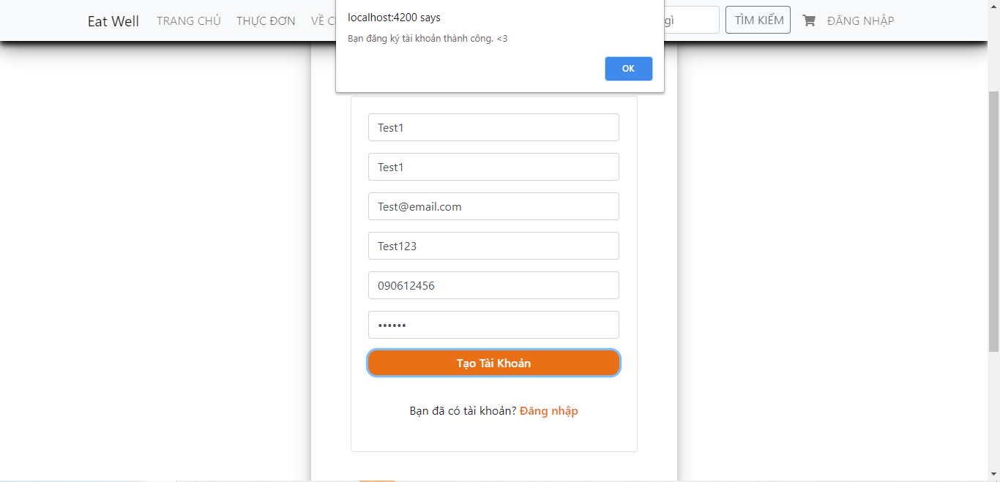 Eat Well TRANG CHỦ THỰC ĐƠN VỀ gì TÌM KIẾM ĐĂNG NHẬP
localhost:4200 says
Bạn đăng ký tài khoản thành công. <3
OK
Test1
Test1
Test@email.com
Test123
090612456
••••••
Tạo Tài Khoản
Bạn đã có tài khoản? Đăng nhập